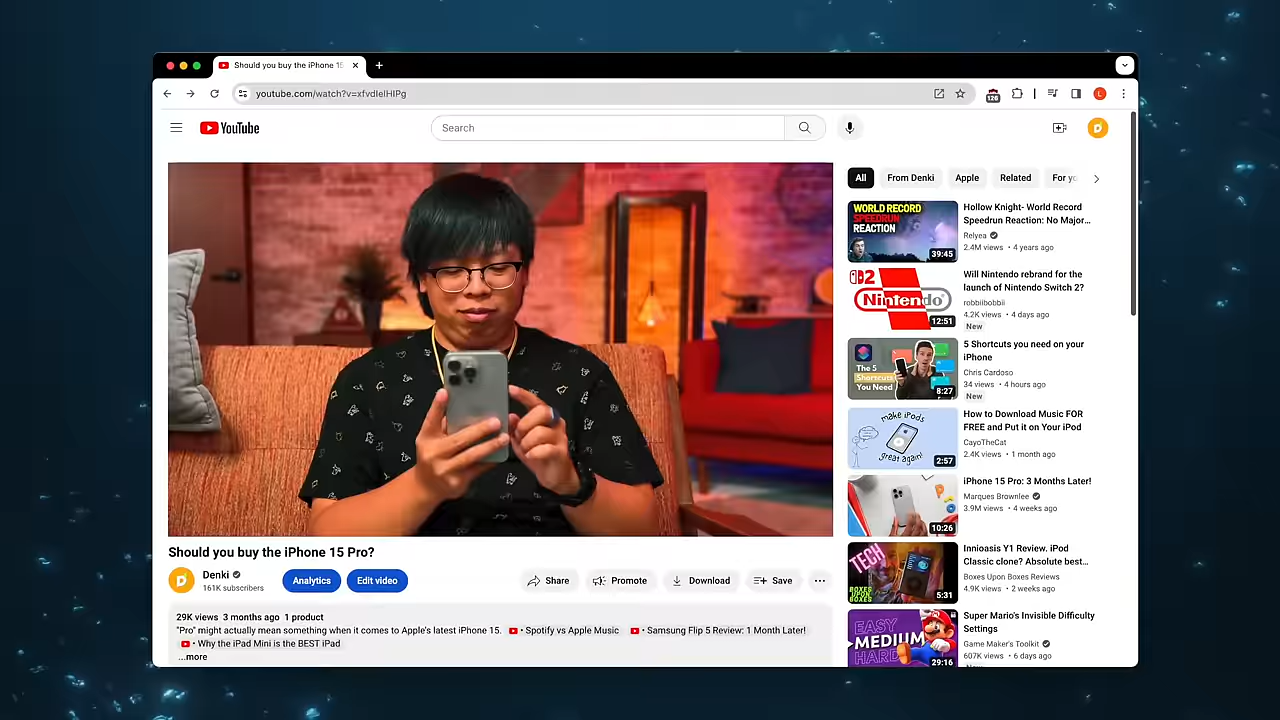 Should you buy the iPhone 15
youtube.com/watch?v=xfvdIeIHIPg
126
L
YouTube
Search
All
From Denki
Apple
Related
For yo
WORLD RECORD
SPEEDRUN
REACTION
39:45
Hollow Knight- World Record
Speedrun Reaction: No Major...
Relyea
2.4M views • 4 years ago
2
Nintendo
12:51
Will Nintendo rebrand for the
launch of Nintendo Switch 2?
robbiibobbii
4.2K views • 4 days ago
New
The 5
Shortcuts
You Need
8:27
5 Shortcuts you need on your
iPhone
Chris Cardoso
34 views • 4 hours ago
New
make iPods
great again!
2:57
How to Download Music FOR
FREE and Put it on Your iPod
CayoTheCat
2.4K views • 1 month ago
10:26
iPhone 15 Pro: 3 Months Later!
Marques Brownlee
3.9M views • 4 weeks ago
TECH
BOXES
UPON
BOXES
5:31
Innioasis Y1 Review. iPod
Classic clone? Absolute best...
Boxes Upon Boxes Reviews
4.9K views • 2 weeks ago
EASY
MEDIUM
HARD
29:16
Super Mario's Invisible Difficulty
Settings
Game Maker's Toolkit
607K views • 6 days ago
New
Should you buy the iPhone 15 Pro?
Denki
161K subscribers
Analytics
Edit video
Share
Promote
Download
Save
29K views 3 months ago 1 product
"Pro" might actually mean something when it comes to Apple's latest iPhone 15. • Spotify vs Apple Music • Samsung Flip 5 Review: 1 Month Later!
• Why the iPad Mini is the BEST iPad
...more